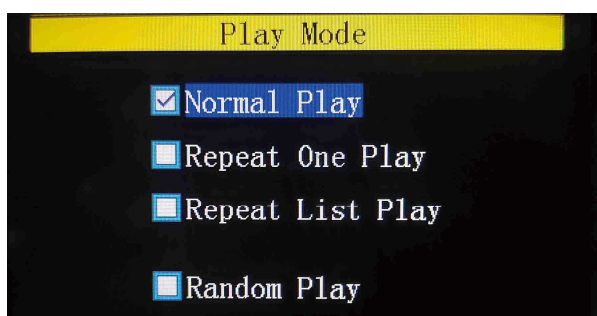 Play Mode
Normal Play
Repeat One Play
Repeat List Play
Random Play